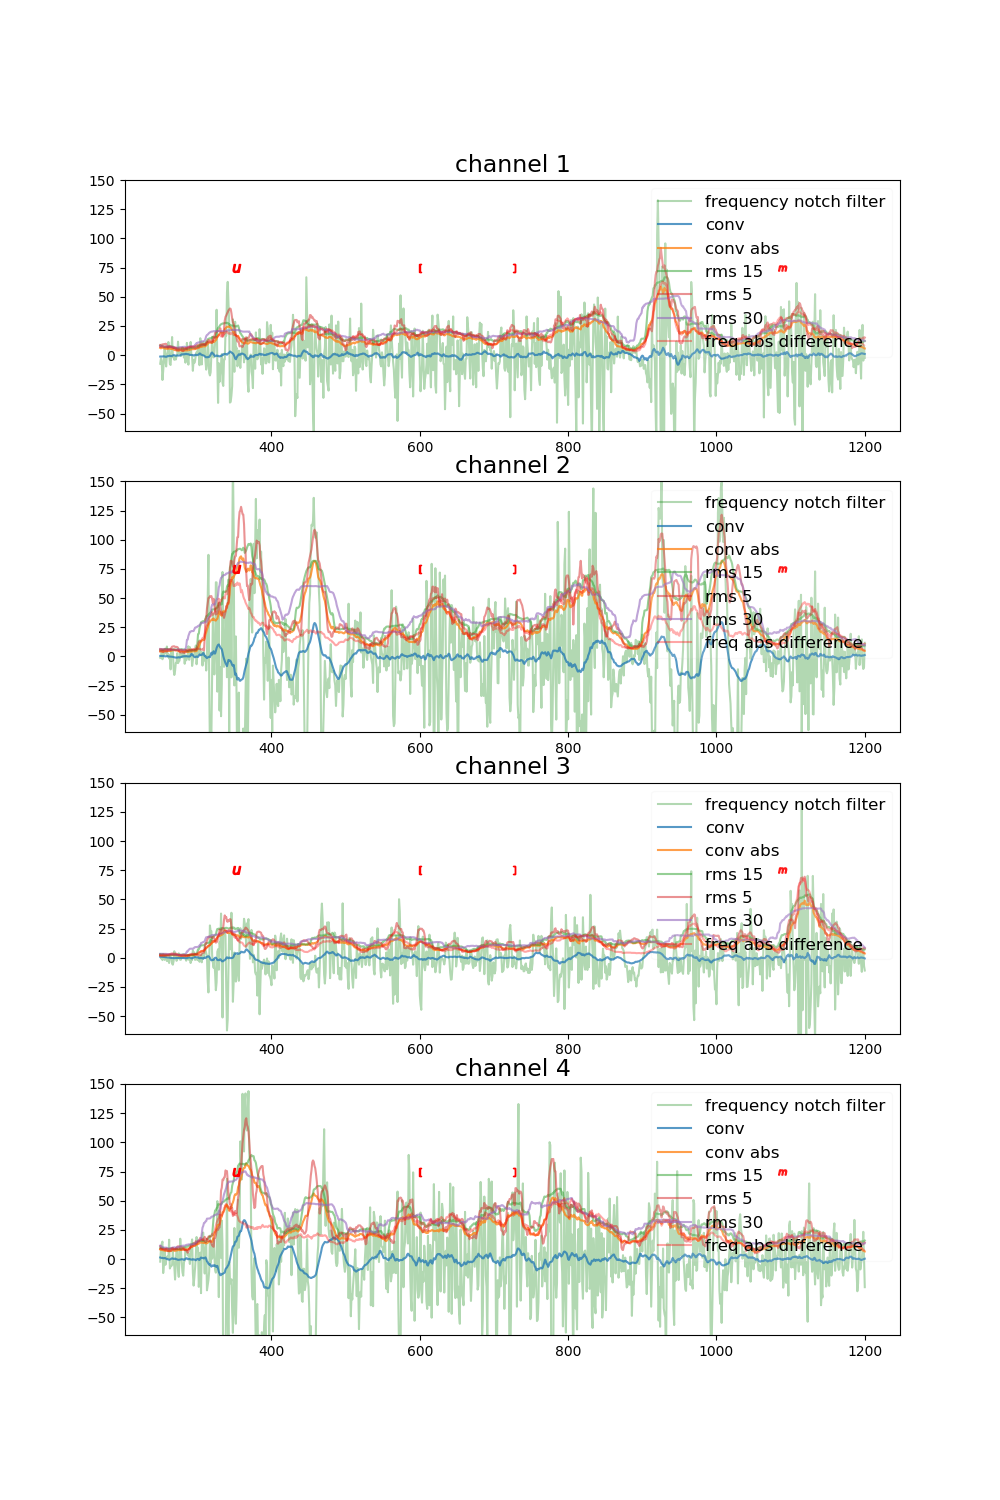 channel 1
150
125
100
75
50
25
0
−25
−50
frequency notch filter
conv
conv abs
rms 15
rms 5
rms 30
freq abs difference
u [ ] m
400 600 800 1000 1200
channel 2
150
125
100
75
50
25
0
−25
−50
frequency notch filter
conv
conv abs
rms 15
rms 5
rms 30
freq abs difference
u [ ] m
400 600 800 1000 1200
channel 3
150
125
100
75
50
25
0
−25
−50
frequency notch filter
conv
conv abs
rms 15
rms 5
rms 30
freq abs difference
u [ ] m
400 600 800 1000 1200
channel 4
150
125
100
75
50
25
0
−25
−50
frequency notch filter
conv
conv abs
rms 15
rms 5
rms 30
freq abs difference
u [ ] m
400 600 800 1000 1200